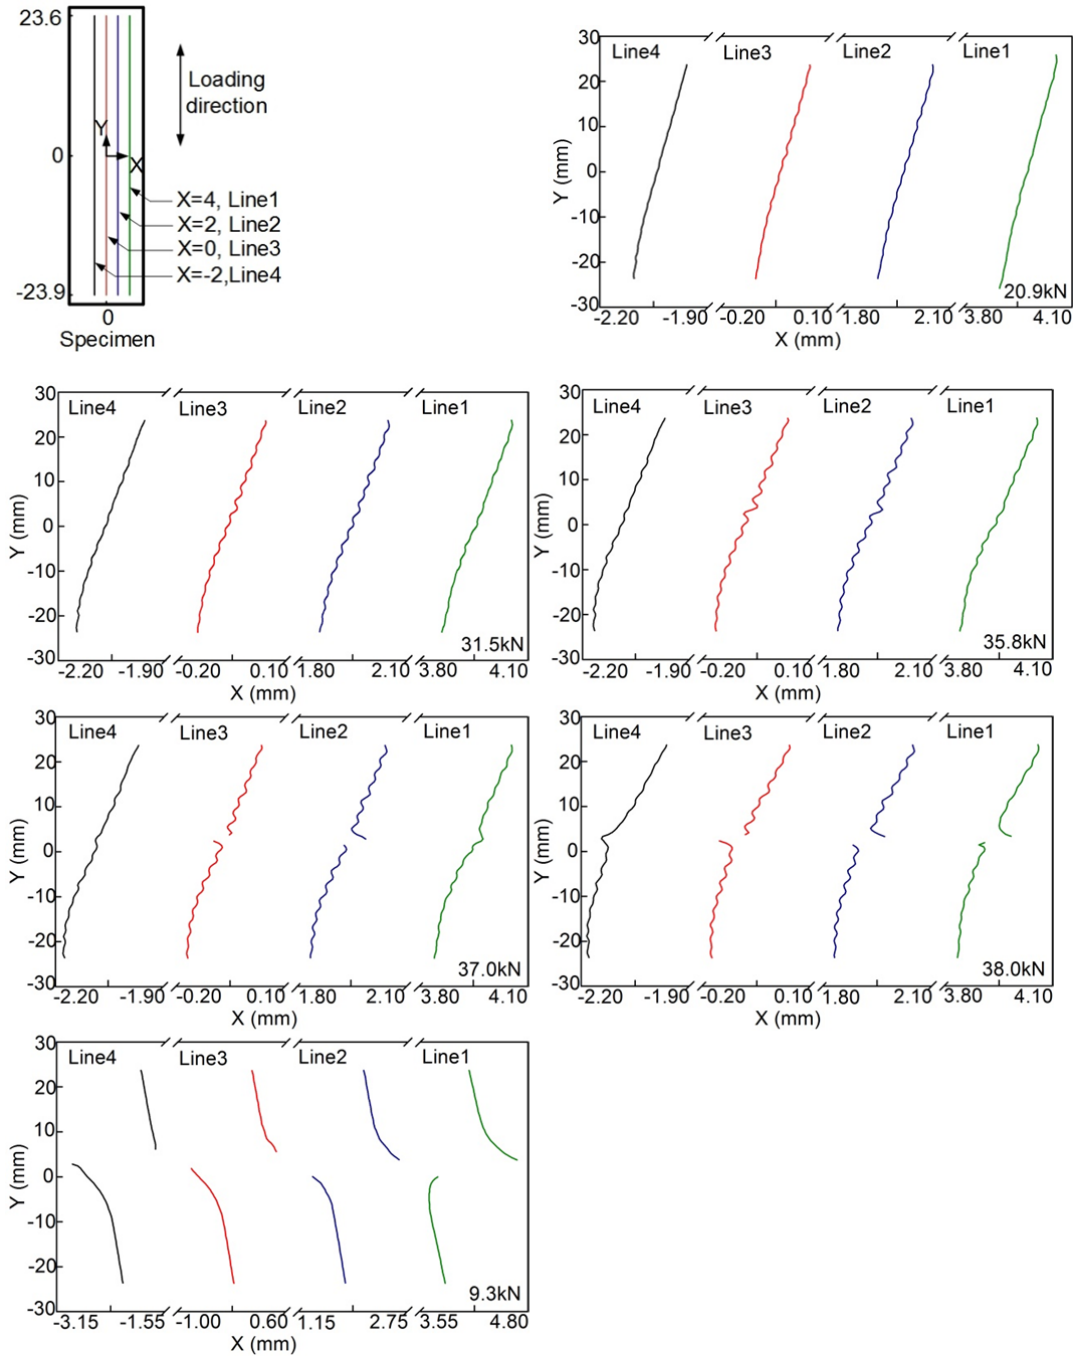 23.6
Loading
direction
Y
0
X
X=4, Line1
X=2, Line2
X=0, Line3
X=-2,Line4
-23.9
0
Specimen
30
Line4 Line3 Line2 Line1
20
10
0
-10
-20
-30
Y (mm)
20.9kN
-2.20 -1.90 -0.20 0.10 1.80 2.10 3.80 4.10
X (mm)
30
Line4 Line3 Line2 Line1
20
10
0
-10
-20
-30
Y (mm)
31.5kN
-2.20 -1.90 -0.20 0.10 1.80 2.10 3.80 4.10
X (mm)
30
Line4 Line3 Line2 Line1
20
10
0
-10
-20
-30
Y (mm)
35.8kN
-2.20 -1.90 -0.20 0.10 1.80 2.10 3.80 4.10
X (mm)
30
Line4 Line3 Line2 Line1
20
10
0
-10
-20
-30
Y (mm)
37.0kN
-2.20 -1.90 -0.20 0.10 1.80 2.10 3.80 4.10
X (mm)
30
Line4 Line3 Line2 Line1
20
10
0
-10
-20
-30
Y (mm)
38.0kN
-2.20 -1.90 -0.20 0.10 1.80 2.10 3.80 4.10
X (mm)
30
Line4 Line3 Line2 Line1
20
10
0
-10
-20
-30
Y (mm)
9.3kN
-3.15 -1.55 -1.00 0.60 1.15 2.75 3.55 4.80
X (mm)